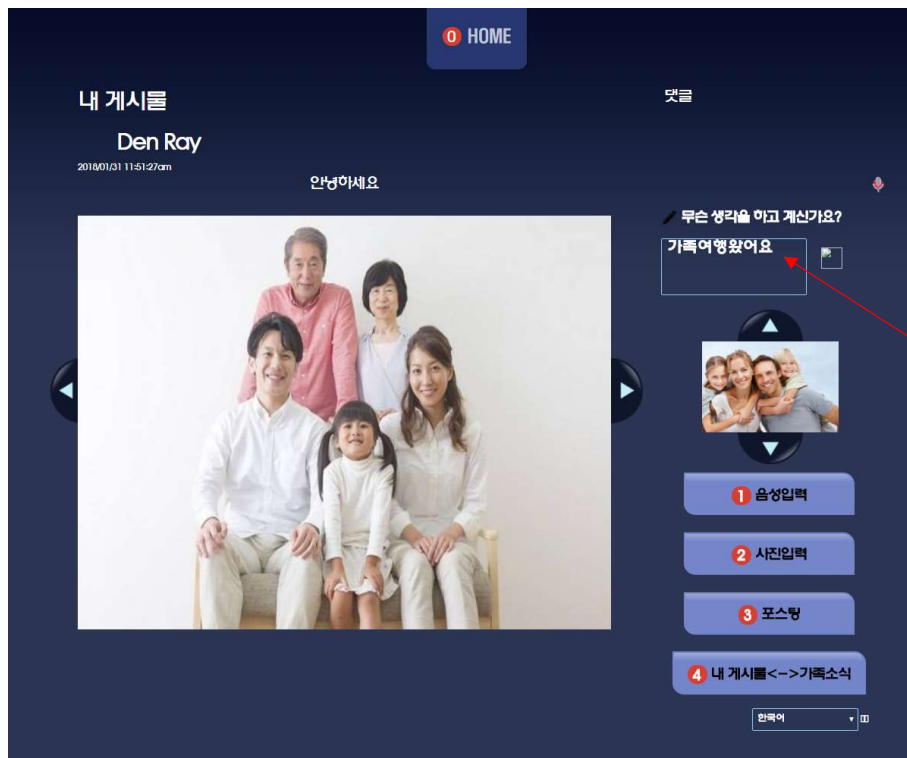 0 HOME
내 게시물
Den Ray
2018/01/31 11:51:27am
안녕하세요
댓글
무슨 생각을 하고 계신가요?
가족여행왔어요
1 음성입력
2 사진입력
3 포스팅
4 내 게시물<->가족소식
한국어